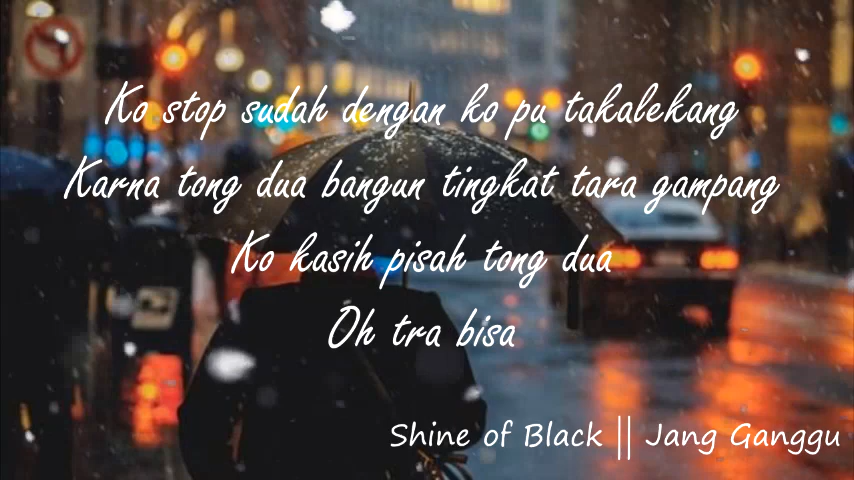 Ko stop sudah dengan ko pu takalekang
Karna tong dua bangun tingkat tara gampang
Ko kasih pisah tong dua
Oh tra bisa
Shine of Black || Jang Ganggu